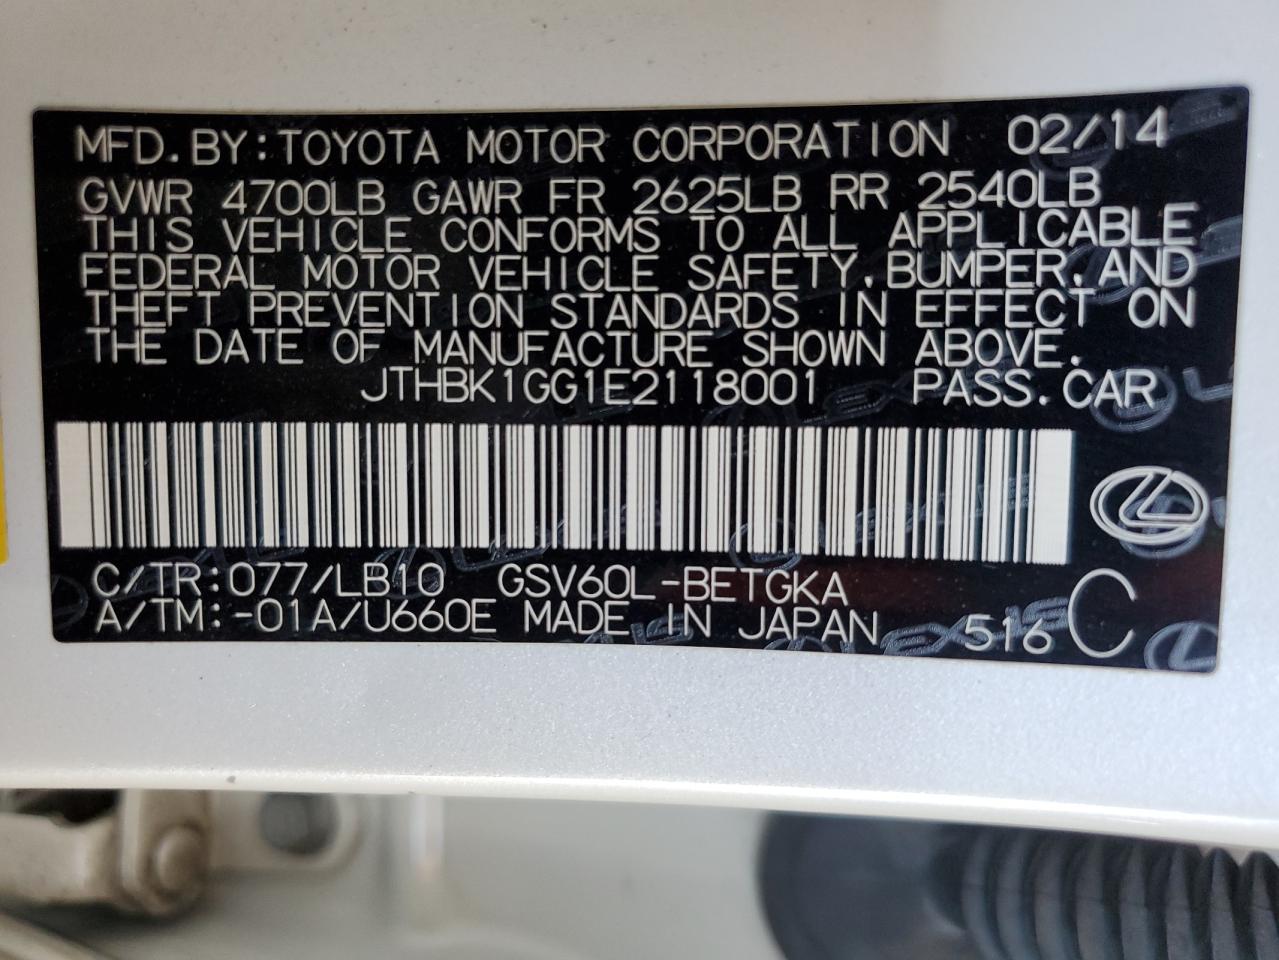 MFD. BY: TOYOTA MOTOR CORPORATION 02/14
GVWR 4700LB GAWR FR 2625LB RR 2540LB
THIS VEHICLE CONFORMS TO ALL APPLICABLE
FEDERAL MOTOR VEHICLE SAFETY, BUMPER, AND
THEFT PREVENTION STANDARDS IN EFFECT ON
THE DATE OF MANUFACTURE SHOWN ABOVE.
JTHBK1GG1E2118001 PASS. CAR
C/TR: 077/LB10 GSV60L-BETGKA
A/TM: -01A/U660E MADE IN JAPAN 516 C